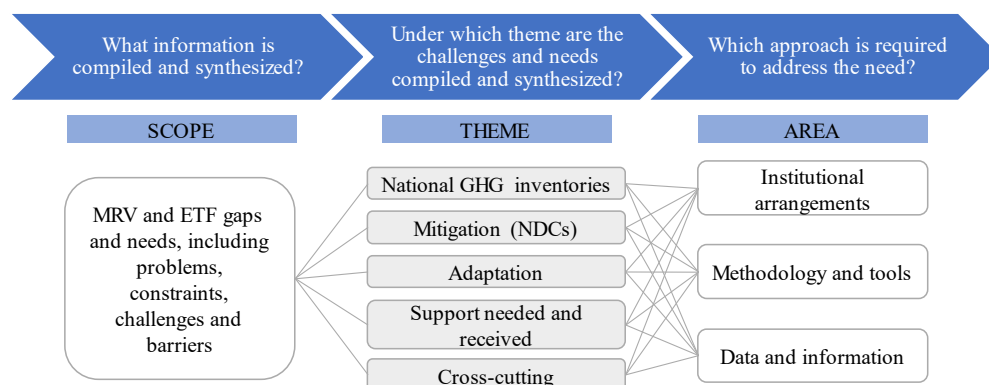 What information is
compiled and synthesized?
Under which theme are the
challenges and needs
compiled and synthesized?
Which approach is required
to address the need?
SCOPE
THEME
AREA
MRV and ETF gaps
and needs, including
problems,
constraints,
challenges and
barriers
National GHG inventories
Mitigation (NDCs)
Adaptation
Support needed and
received
Cross-cutting
Institutional
arrangements
Methodology and tools
Data and information